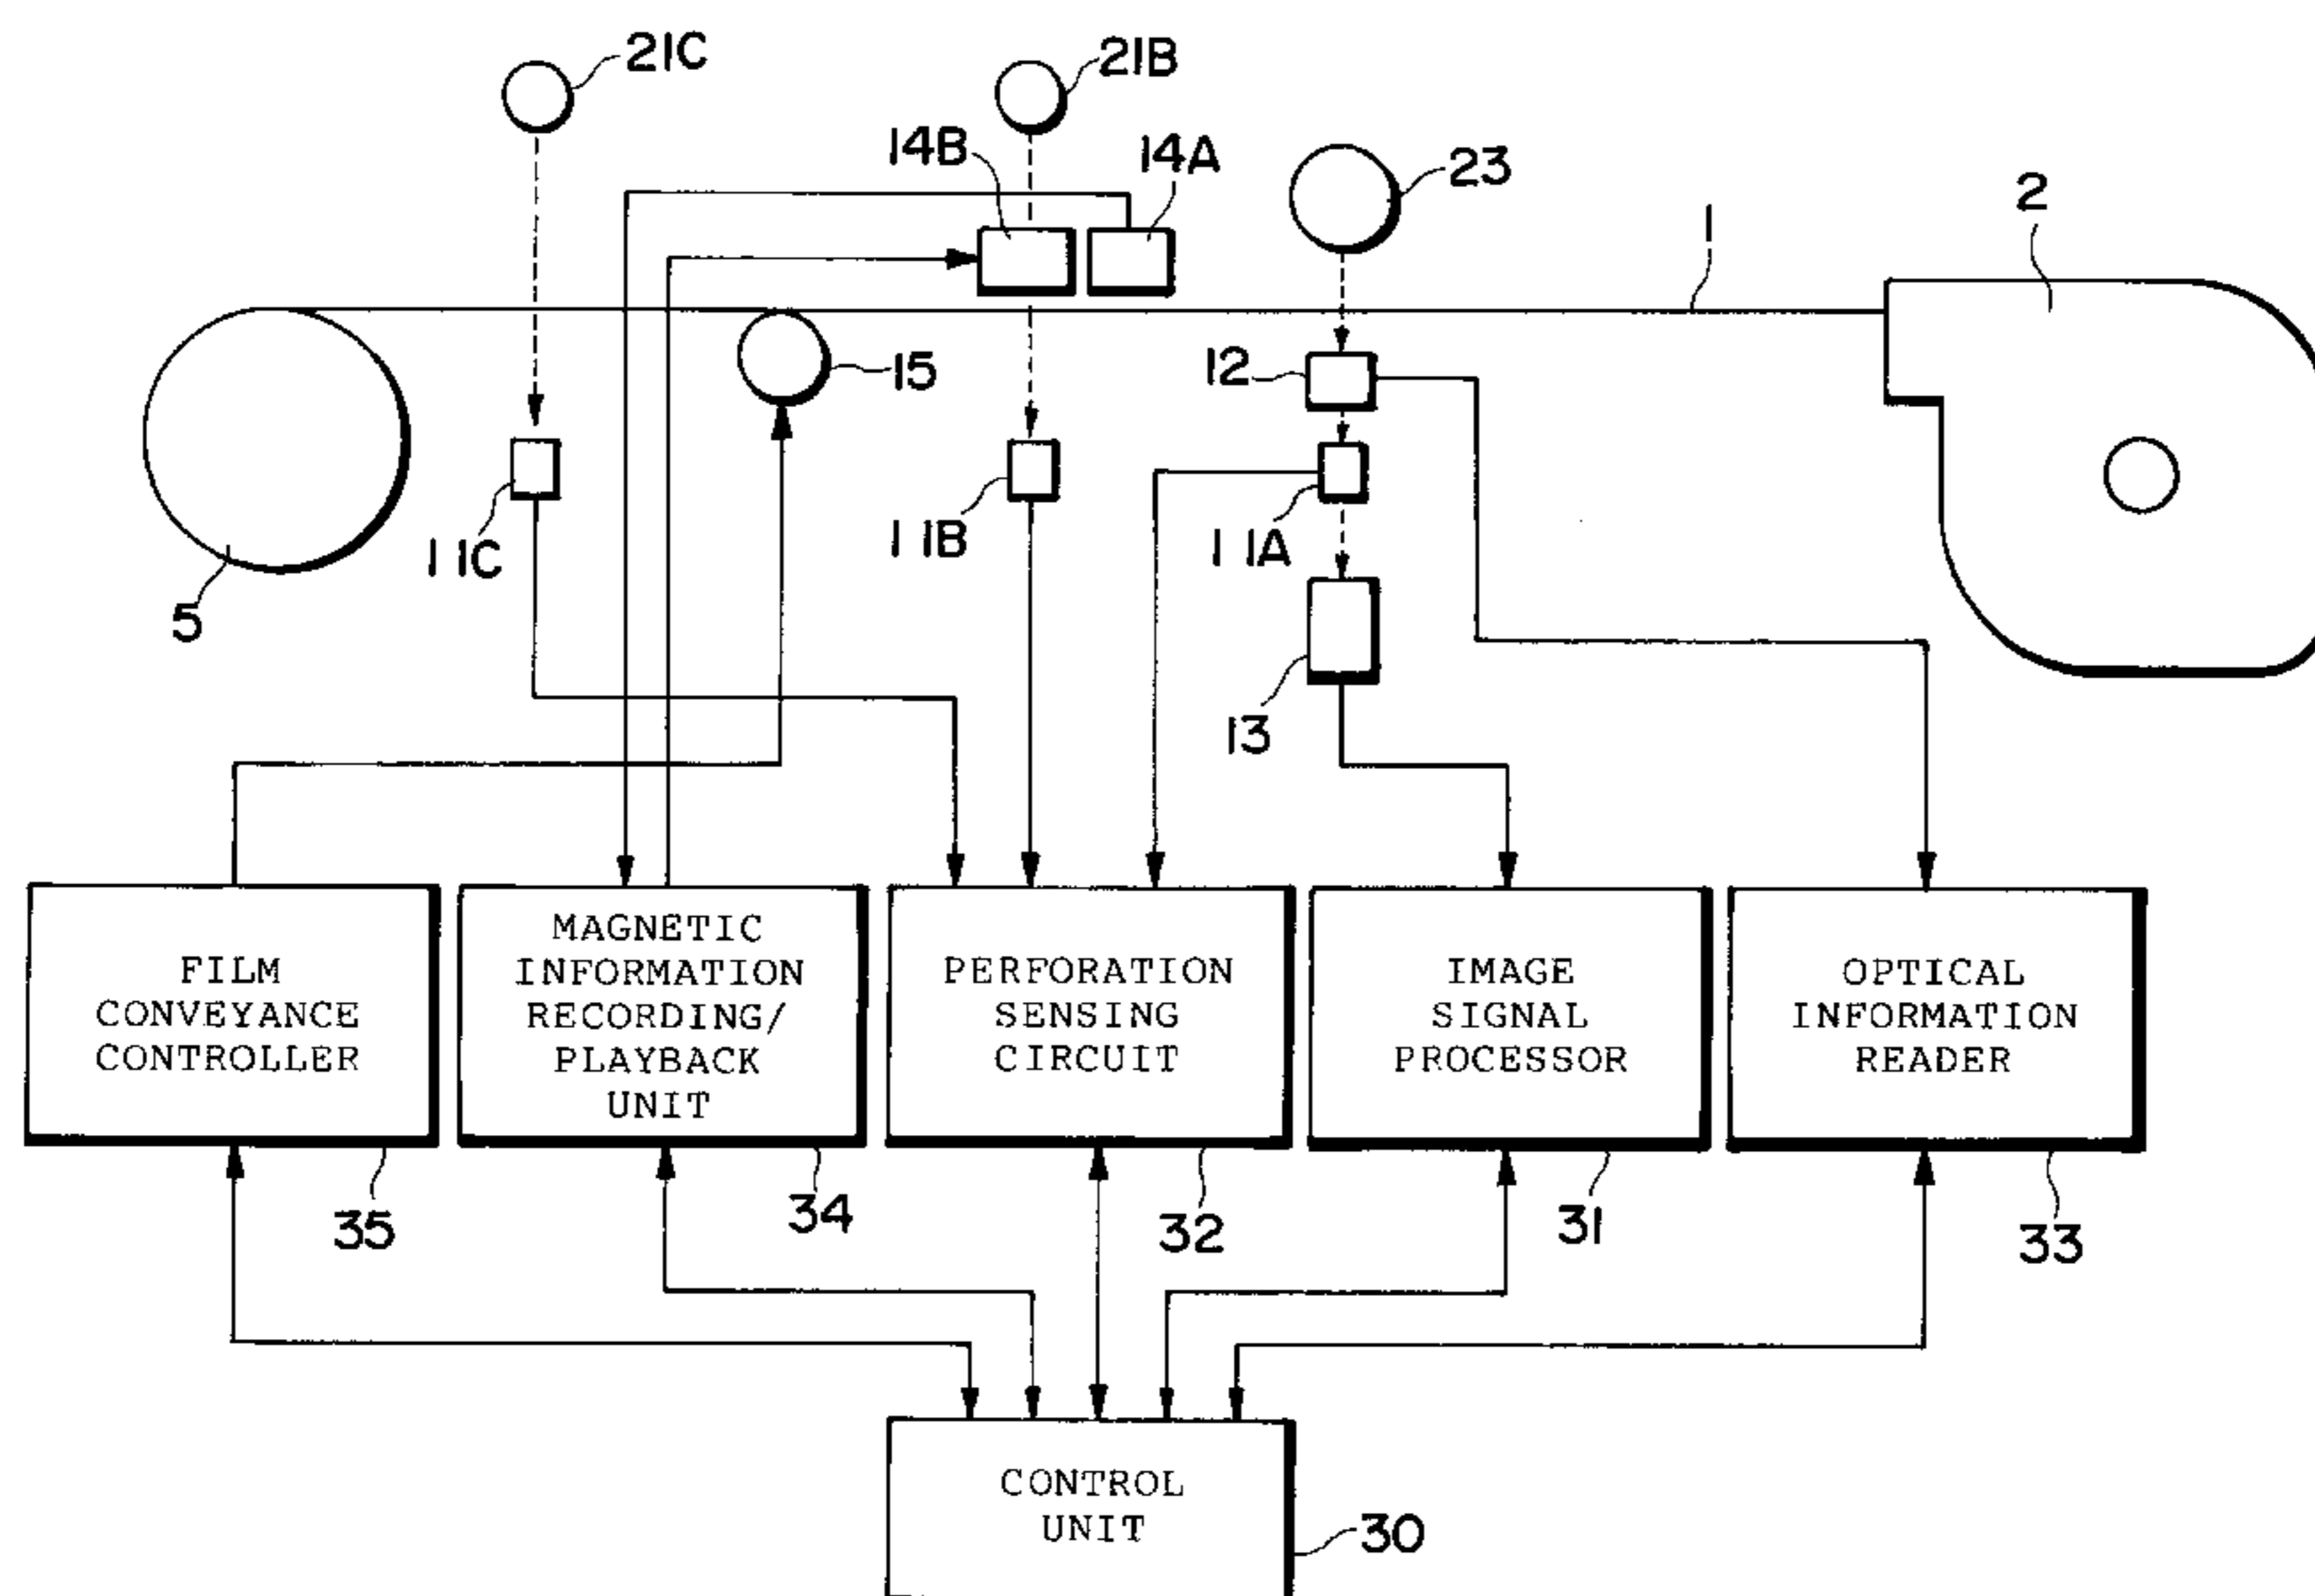 21C
21B
14B
14A
23
1
2
15
12
11C
11B
11A
5
13
FILM
CONVEYANCE
CONTROLLER
MAGNETIC
INFORMATION
RECORDING/
PLAYBACK
UNIT
PERFORATION
SENSING
CIRCUIT
IMAGE
SIGNAL
PROCESSOR
OPTICAL
INFORMATION
READER
35
34
32
31
33
CONTROL
UNIT
30